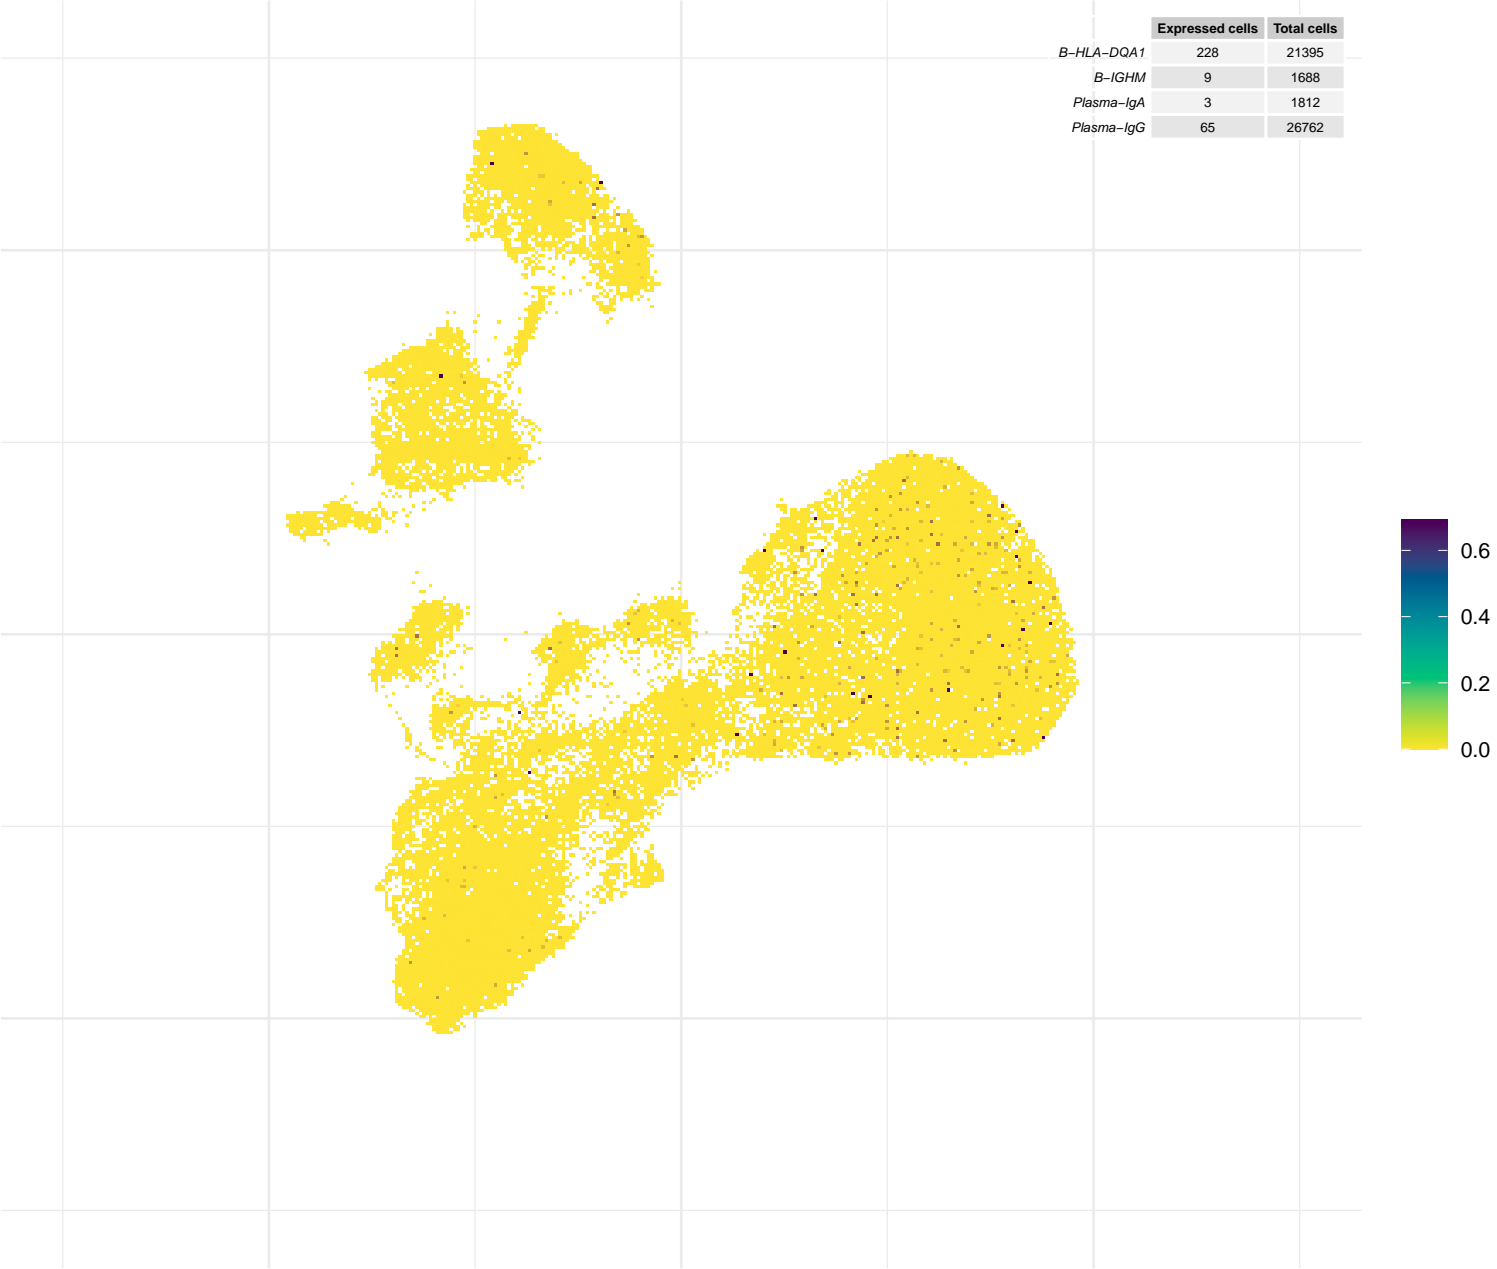 Expressed cells Total cells
B−HLA−DQA1 228 21395
B−IGHM 9 1688
Plasma−IgA 3 1812
Plasma−IgG 65 26762
0.6
0.4
0.2
0.0